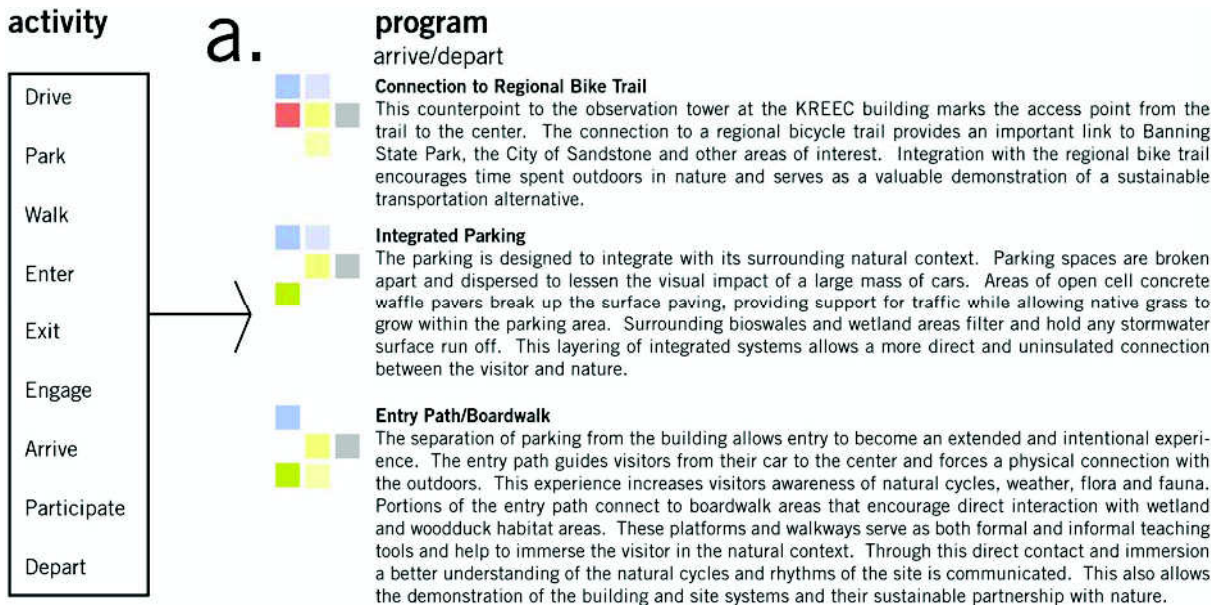 activity
a.
program
arrive/depart
Drive
Park
Walk
Enter
Exit
Engage
Arrive
Participate
Depart
Connection to Regional Bike Trail
This counterpoint to the observation tower at the KREEC building marks the access point from the
trail to the center. The connection to a regional bicycle trail provides an important link to Banning
State Park, the City of Sandstone and other areas of interest. Integration with the regional bike trail
encourages time spent outdoors in nature and serves as a valuable demonstration of a sustainable
transportation alternative.
Integrated Parking
The parking is designed to integrate with its surrounding natural context. Parking spaces are broken
apart and dispersed to lessen the visual impact of a large mass of cars. Areas of open cell concrete
waffle pavers break up the surface paving, providing support for traffic while allowing native grass to
grow within the parking area. Surrounding bioswales and wetland areas filter and hold any stormwater
surface run off. This layering of integrated systems allows a more direct and uninsulated connection
between the visitor and nature.
Entry Path/Boardwalk
The separation of parking from the building allows entry to become an extended and intentional experi-
ence. The entry path guides visitors from their car to the center and forces a physical connection with
the outdoors. This experience increases visitors awareness of natural cycles, weather, flora and fauna.
Portions of the entry path connect to boardwalk areas that encourage direct interaction with wetland
and woodduck habitat areas. These platforms and walkways serve as both formal and informal teaching
tools and help to immerse the visitor in the natural context. Through this direct contact and immersion
a better understanding of the natural cycles and rhythms of the site is communicated. This also allows
the demonstration of the building and site systems and their sustainable partnership with nature.